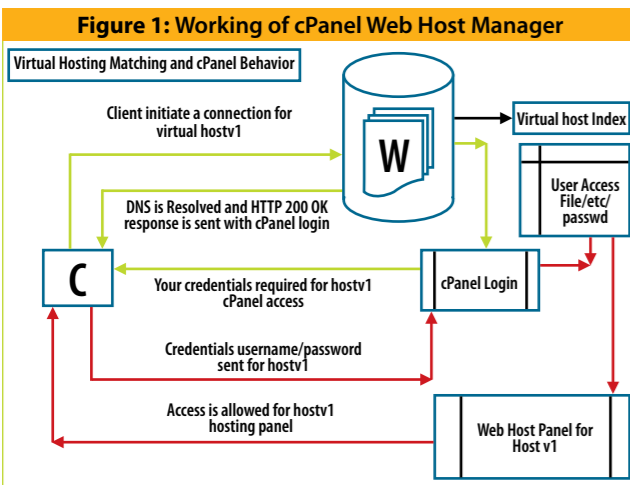 Figure 1: Working of cPanel Web Host Manager
Virtual Hosting Matching and cPanel Behavior
Client initiate a connection for
virtual hostv1
W
Virtual host Index
User Access
File/etc/
passwd
DNS is Resolved and HTTP 200 OK
response is sent with cPanel login
C
Your credentials required for hostv1
cPanel access
cPanel Login
Credentials username/password
sent for hostv1
Access is allowed for hostv1
hosting panel
Web Host Panel for
Host v1